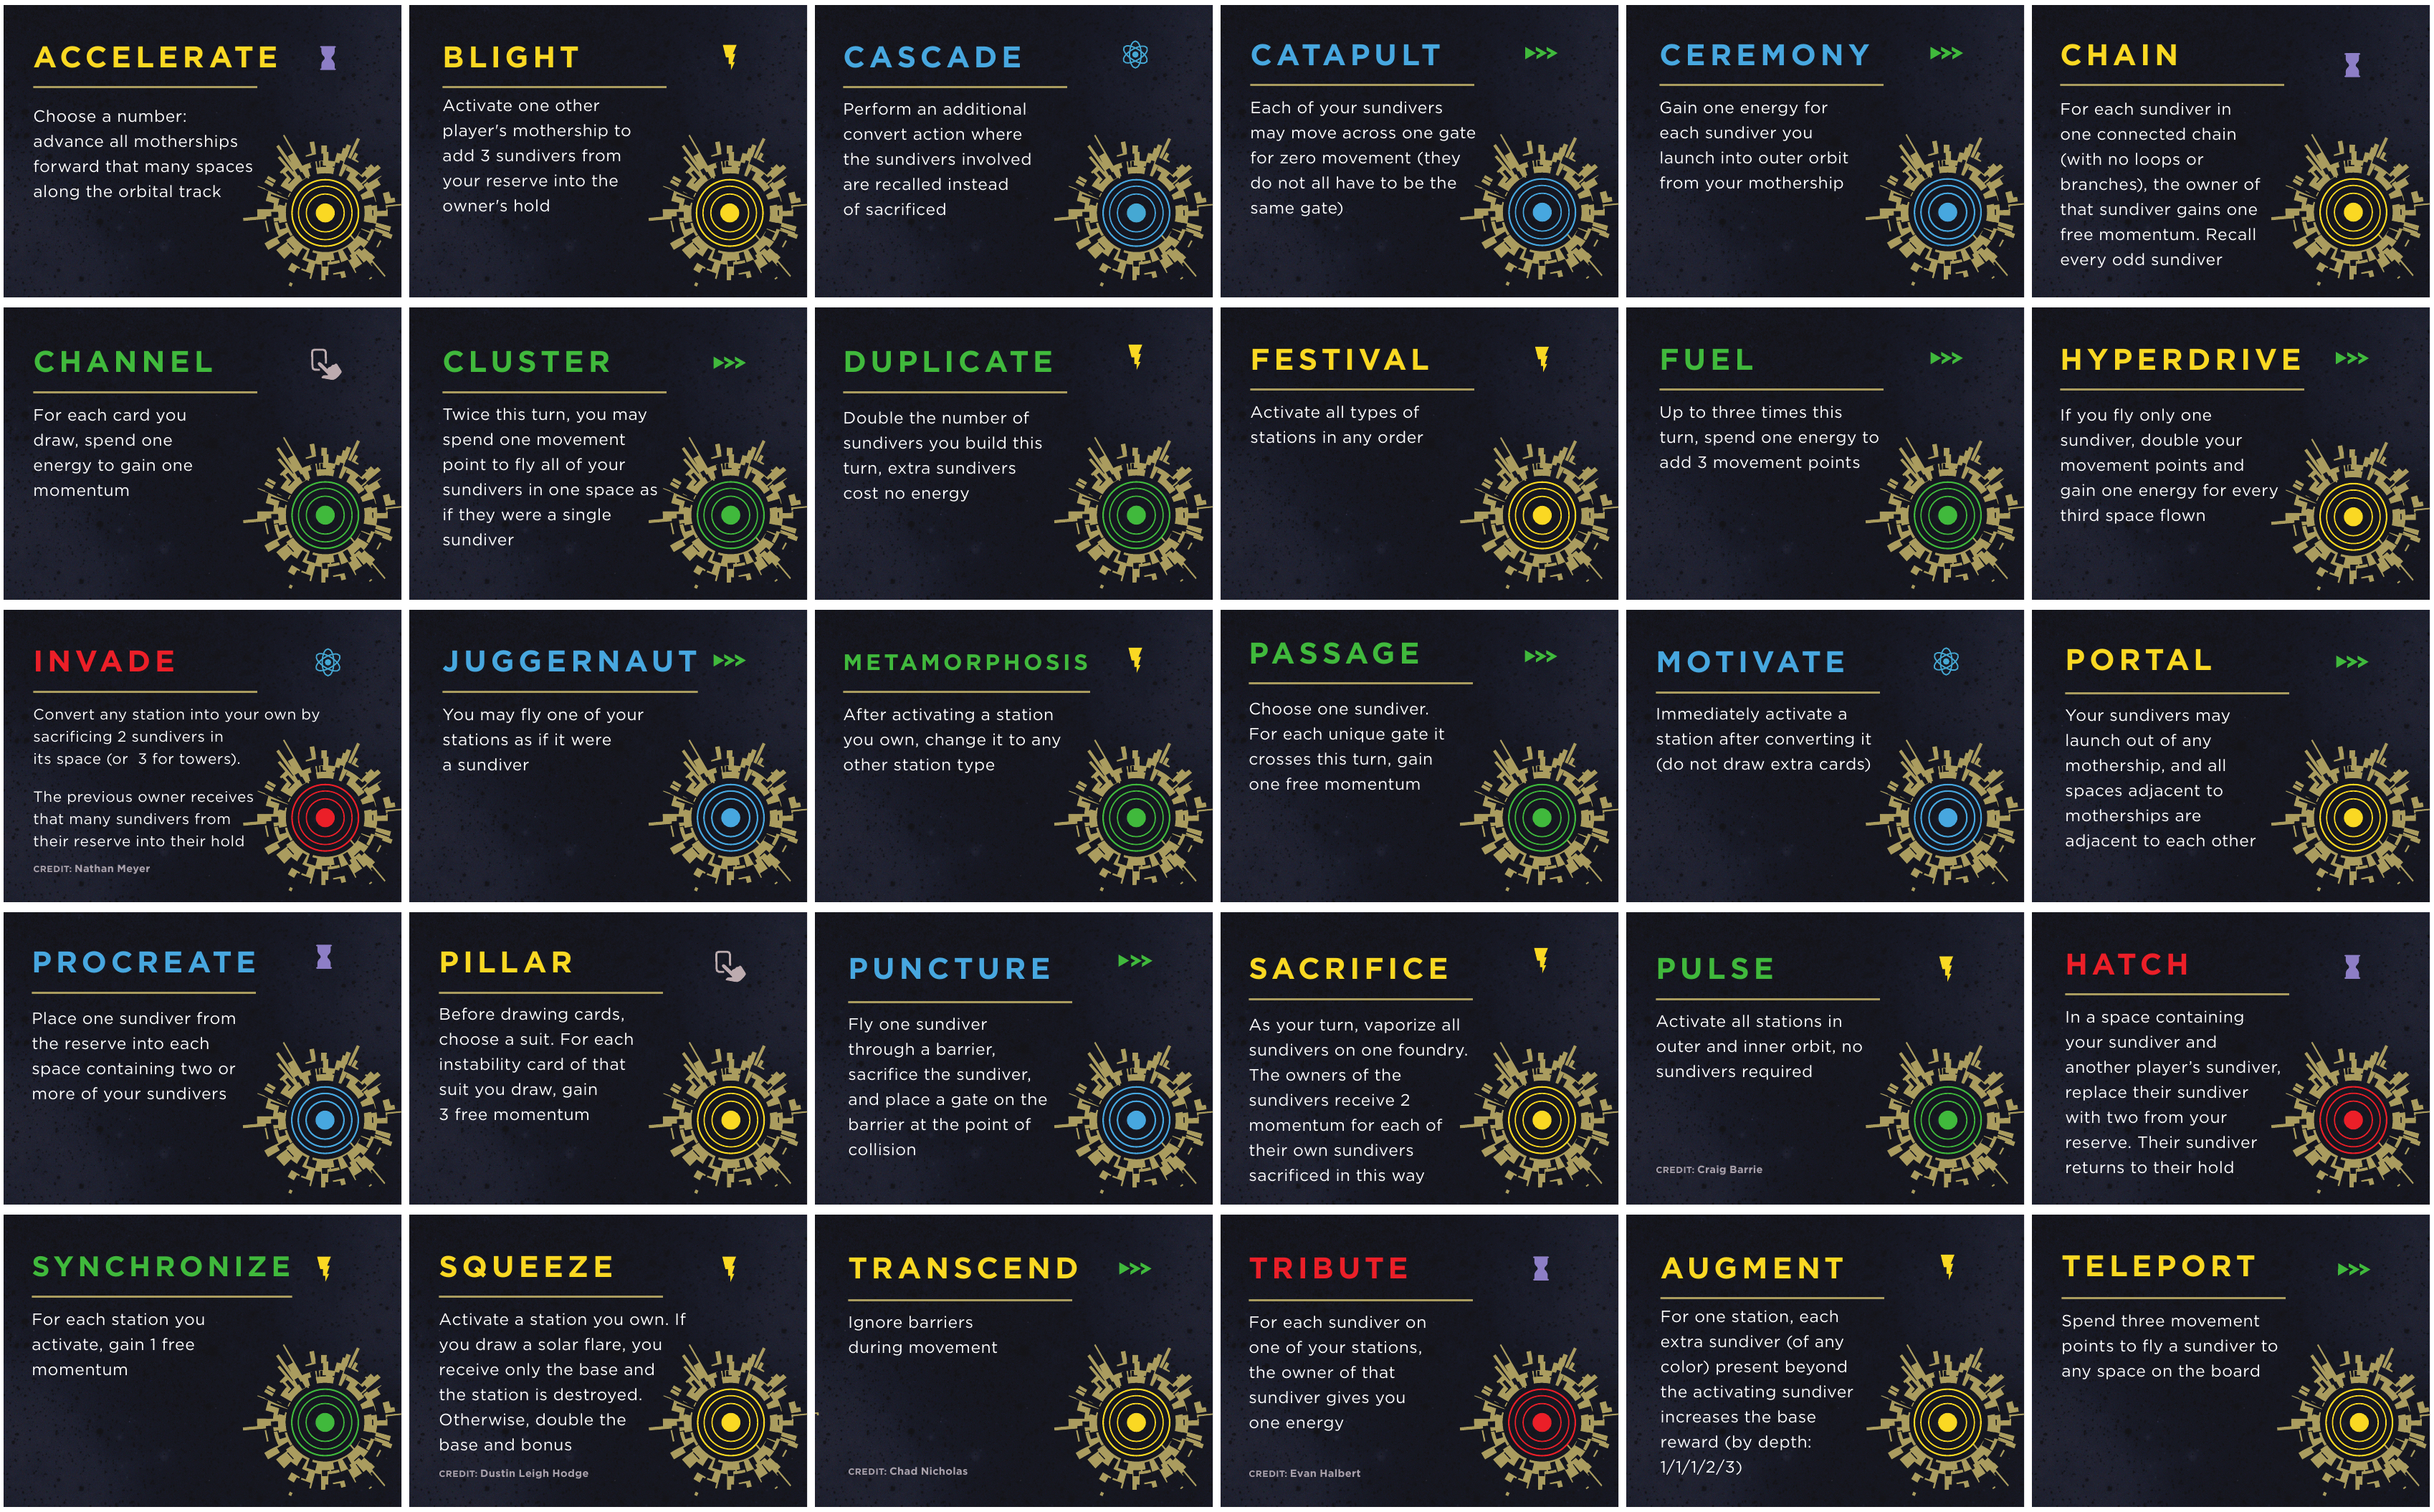 ACCELERATE
Choose a number:
advance all motherships
forward that many spaces
along the orbital track
BLIGHT
Activate one other
player's mothership to
add 3 sundivers from
your reserve into the
owner's hold
CASCADE
Perform an additional
convert action where
the sundivers involved
are recalled instead
of sacrificed
CATAPULT
Each of your sundivers
may move across one gate
for zero movement (they
do not all have to be the
same gate)
CEREMONY
Gain one energy for
each sundiver you
launch into outer orbit
from your mothership
CHAIN
For each sundiver in
one connected chain
(with no loops or
branches), the owner of
that sundiver gains one
free momentum. Recall
every odd sundiver
CHANNEL
For each card you
draw, spend one
energy to gain one
momentum
CLUSTER
Twice this turn, you may
spend one movement
point to fly all of your
sundivers in one space as
if they were a single
sundiver
DUPLICATE
Double the number of
sundivers you build this
turn, extra sundivers
cost no energy
FESTIVAL
Activate all types of
stations in any order
FUEL
Up to three times this
turn, spend one energy to
add 3 movement points
HYPERDRIVE
If you fly only one
sundiver, double your
movement points and
gain one energy for every
third space flown
INVADE
Convert any station into your own by
sacrificing 2 sundivers in
its space (or 3 for towers).
The previous owner receives
that many sundivers from
their reserve into their hold
CREDIT: Nathan Meyer
JUGGERNAUT
You may fly one of your
stations as if it were
a sundiver
METAMORPHOSIS
After activating a station
you own, change it to any
other station type
PASSAGE
Choose one sundiver.
For each unique gate it
crosses this turn, gain
one free momentum
MOTIVATE
Immediately activate a
station after converting it
(do not draw extra cards)
PORTAL
Your sundivers may
launch out of any
mothership, and all
spaces adjacent to
motherships are
adjacent to each other
PROCREATE
Place one sundiver from
the reserve into each
space containing two or
more of your sundivers
PILLAR
Before drawing cards,
choose a suit. For each
instability card of that
suit you draw, gain
3 free momentum
PUNCTURE
Fly one sundiver
through a barrier,
sacrifice the sundiver,
and place a gate on the
barrier at the point of
collision
SACRIFICE
As your turn, vaporize all
sundivers on one foundry.
The owners of the
sundivers receive 2
momentum for each of
their own sundivers
sacrificed in this way
PULSE
Activate all stations in
outer and inner orbit, no
sundivers required
CREDIT: Craig Barrie
HATCH
In a space containing
your sundiver and
another player's sundiver,
replace their sundiver
with two from your
reserve. Their sundiver
returns to their hold
SYNCHRONIZE
For each station you
activate, gain 1 free
momentum
SQUEEZE
Activate a station you own. If
you draw a solar flare, you
receive only the base and
the station is destroyed.
Otherwise, double the
base and bonus
CREDIT: Dustin Leigh Hodge
TRANSCEND
Ignore barriers
during movement
CREDIT: Chad Nicholas
TRIBUTE
For each sundiver on
one of your stations,
the owner of that
sundiver gives you
one energy
CREDIT: Evan Halbert
AUGMENT
For one station, each
extra sundiver (of any
color) present beyond
the activating sundiver
increases the base
reward (by depth:
1/1/1/2/3)
TELEPORT
Spend three movement
points to fly a sundiver to
any space on the board